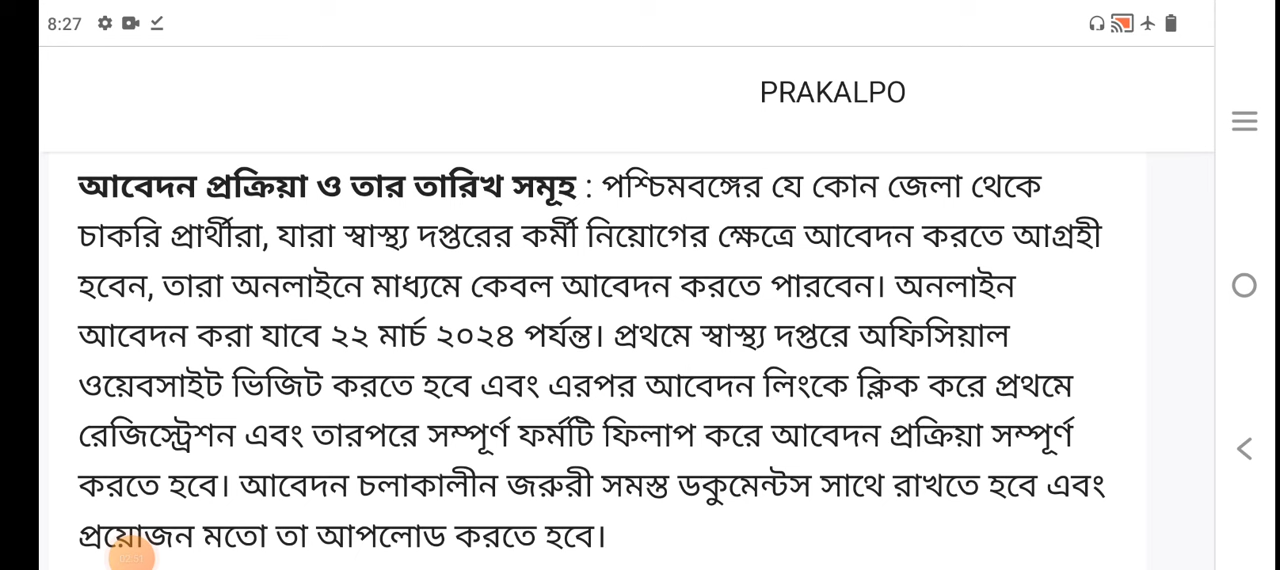 8:27
PRAKALPO
আবেদন প্রক্রিয়া ও তার তারিখ সমূহ : পশ্চিমবঙ্গের যে কোন জেলা থেকে
চাকরি প্রার্থীরা, যারা স্বাস্থ্য দপ্তরের কর্মী নিয়োগের ক্ষেত্রে আবেদন করতে আগ্রহী
হবেন, তারা অনলাইনে মাধ্যমে কেবল আবেদন করতে পারবেন। অনলাইন
আবেদন করা যাবে ২২ মার্চ ২০২৪ পর্যন্ত। প্রথমে স্বাস্থ্য দপ্তরে অফিসিয়াল
ওয়েবসাইট ভিজিট করতে হবে এবং এরপর আবেদন লিংকে ক্লিক করে প্রথমে
রেজিস্ট্রেশন এবং তারপরে সম্পূর্ণ ফর্মটি ফিলাপ করে আবেদন প্রক্রিয়া সম্পূর্ণ
করতে হবে। আবেদন চলাকালীন জরুরী সমস্ত ডকুমেন্টস সাথে রাখতে হবে এবং
প্রয়োজন মতো তা আপলোড করতে হবে।